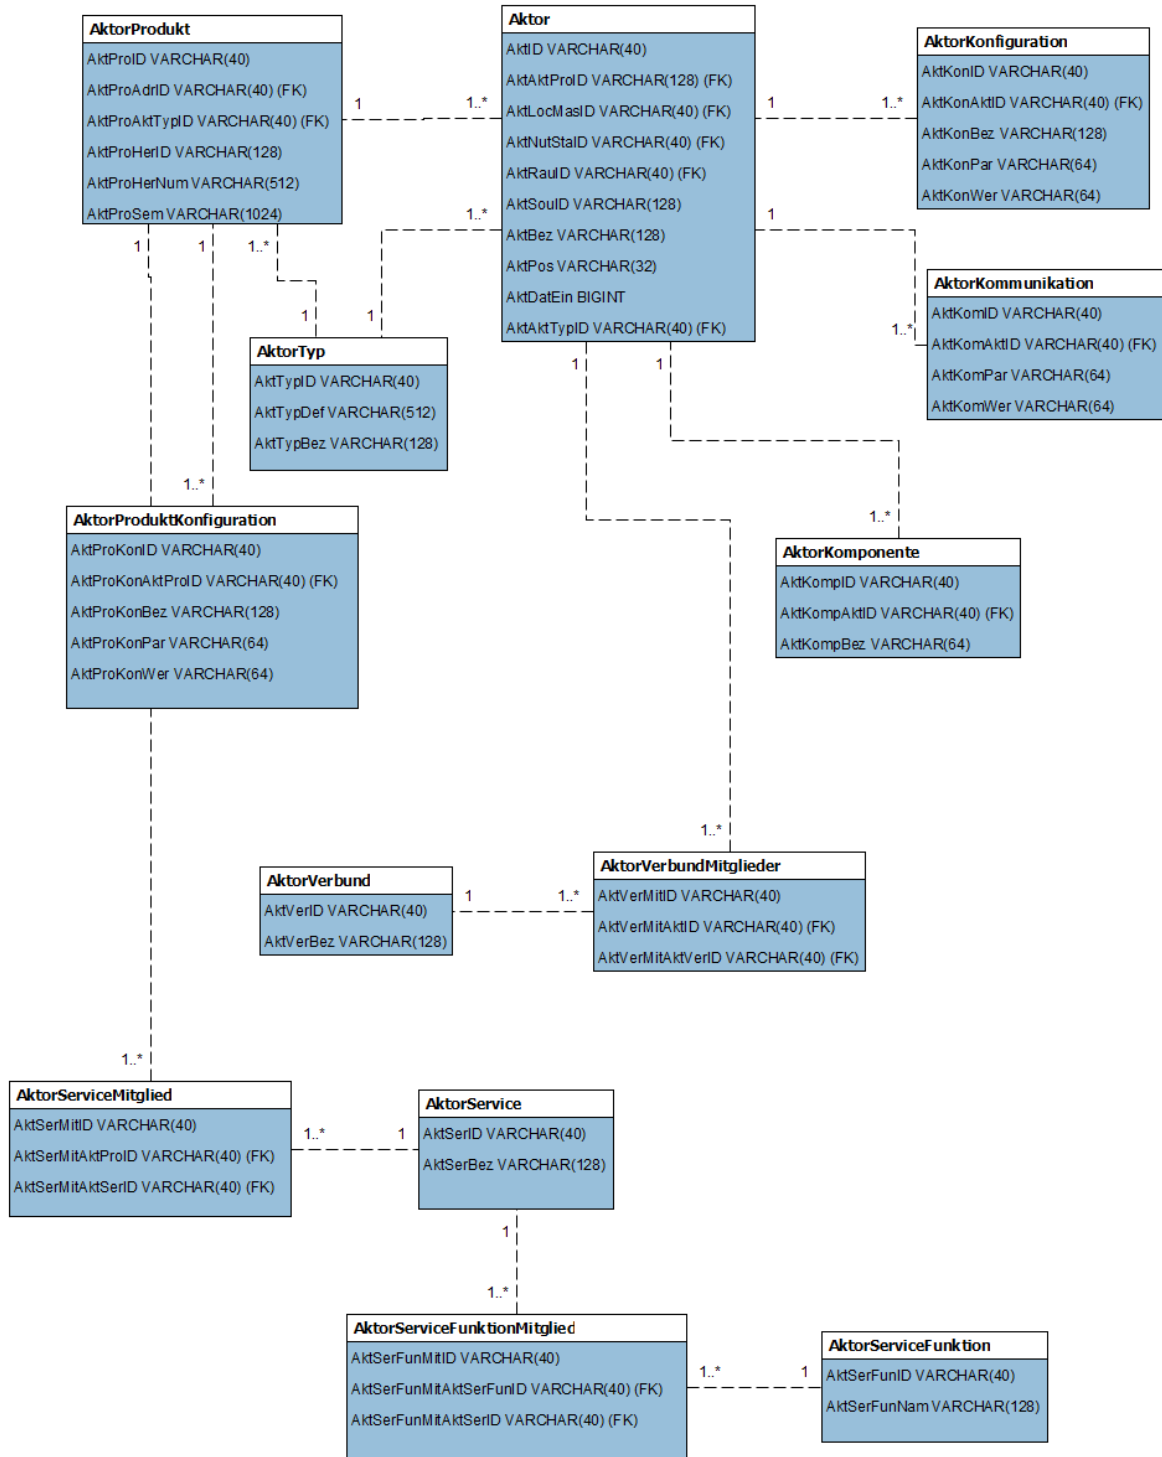 AktorProdukt
AktProID VARCHAR(40)
AktProAdrID VARCHAR(40) (FK)
AktProAktTypID VARCHAR(40) (FK)
AktProHerID VARCHAR(128)
AktProHerNum VARCHAR(512)
AktProSem VARCHAR(1024)
1
1..*
Aktor
AktID VARCHAR(40)
AktAktProID VARCHAR(128) (FK)
AktLocMasID VARCHAR(40) (FK)
AktNutStaID VARCHAR(40) (FK)
AktRauID VARCHAR(40) (FK)
AktSouID VARCHAR(128)
AktBez VARCHAR(128)
AktPos VARCHAR(32)
AktDatEin BIGINT
AktAktTypID VARCHAR(40) (FK)
1
1..*
AktorKonfiguration
AktKonID VARCHAR(40)
AktKonAktID VARCHAR(40) (FK)
AktKonBez VARCHAR(128)
AktKonPar VARCHAR(64)
AktKonWer VARCHAR(64)
1..*
1
1
1
1..*
1
1
1..*
AktorKommunikation
AktKomID VARCHAR(40)
AktKomAktID VARCHAR(40) (FK)
AktKomPar VARCHAR(64)
AktKomWer VARCHAR(64)
AktorTyp
AktTypID VARCHAR(40)
AktTypDef VARCHAR(512)
AktTypBez VARCHAR(128)
1
1
1..*
1..*
AktorProduktKonfiguration
AktProKonID VARCHAR(40)
AktProKonAktProID VARCHAR(40) (FK)
AktProKonBez VARCHAR(128)
AktProKonPar VARCHAR(64)
AktProKonWer VARCHAR(64)
AktorKomponente
AktKompID VARCHAR(40)
AktKompAktID VARCHAR(40) (FK)
AktKompBez VARCHAR(64)
1..*
AktorVerbund
AktVerID VARCHAR(40)
AktVerBez VARCHAR(128)
1
1..*
AktorVerbundMitglieder
AktVerMitID VARCHAR(40)
AktVerMitAktID VARCHAR(40) (FK)
AktVerMitAktVerID VARCHAR(40) (FK)
1..*
AktorServiceMitglied
AktSerMitID VARCHAR(40)
AktSerMitAktProID VARCHAR(40) (FK)
AktSerMitAktSerID VARCHAR(40) (FK)
1..*
1
AktorService
AktSerID VARCHAR(40)
AktSerBez VARCHAR(128)
1
1..*
AktorServiceFunktionMitglied
AktSerFunMitID VARCHAR(40)
AktSerFunMitAktSerFunID VARCHAR(40) (FK)
AktSerFunMitAktSerID VARCHAR(40) (FK)
1..*
1
AktorServiceFunktion
AktSerFunID VARCHAR(40)
AktSerFunNam VARCHAR(128)